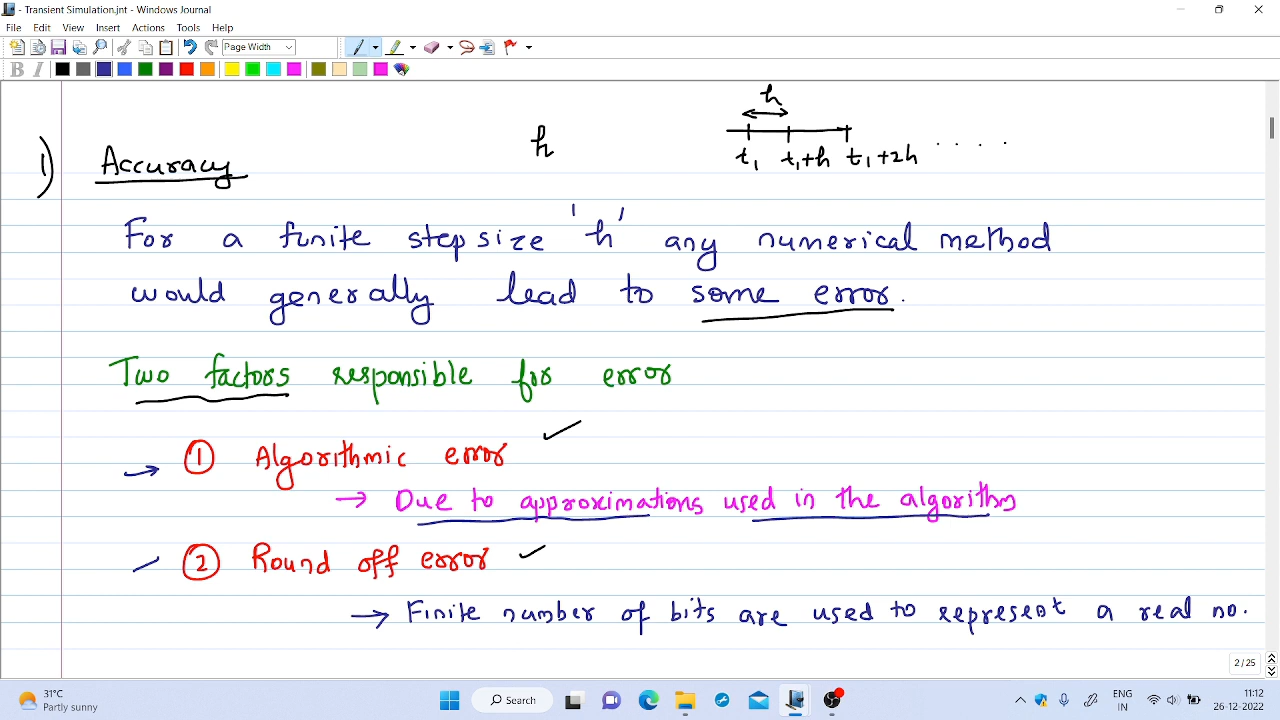 Transient Simulation.jnt - Windows Journal
File Edit View Insert Actions Tools Help
Page Width
B I
h
h
t₁ t₁+h t₁+2h ....
1) Accuracy
For a finite step size 'h' any numerical method
would generally lead to some error.
Two factors responsible for error
① Algorithmic error ✓
→ Due to approximations used in the algorithm
② Round off error ✓
→ Finite number of bits are used to represent a real no.
2/25
31°C
Partly sunny
Search
ENG
IN
11:12
26-12-2022